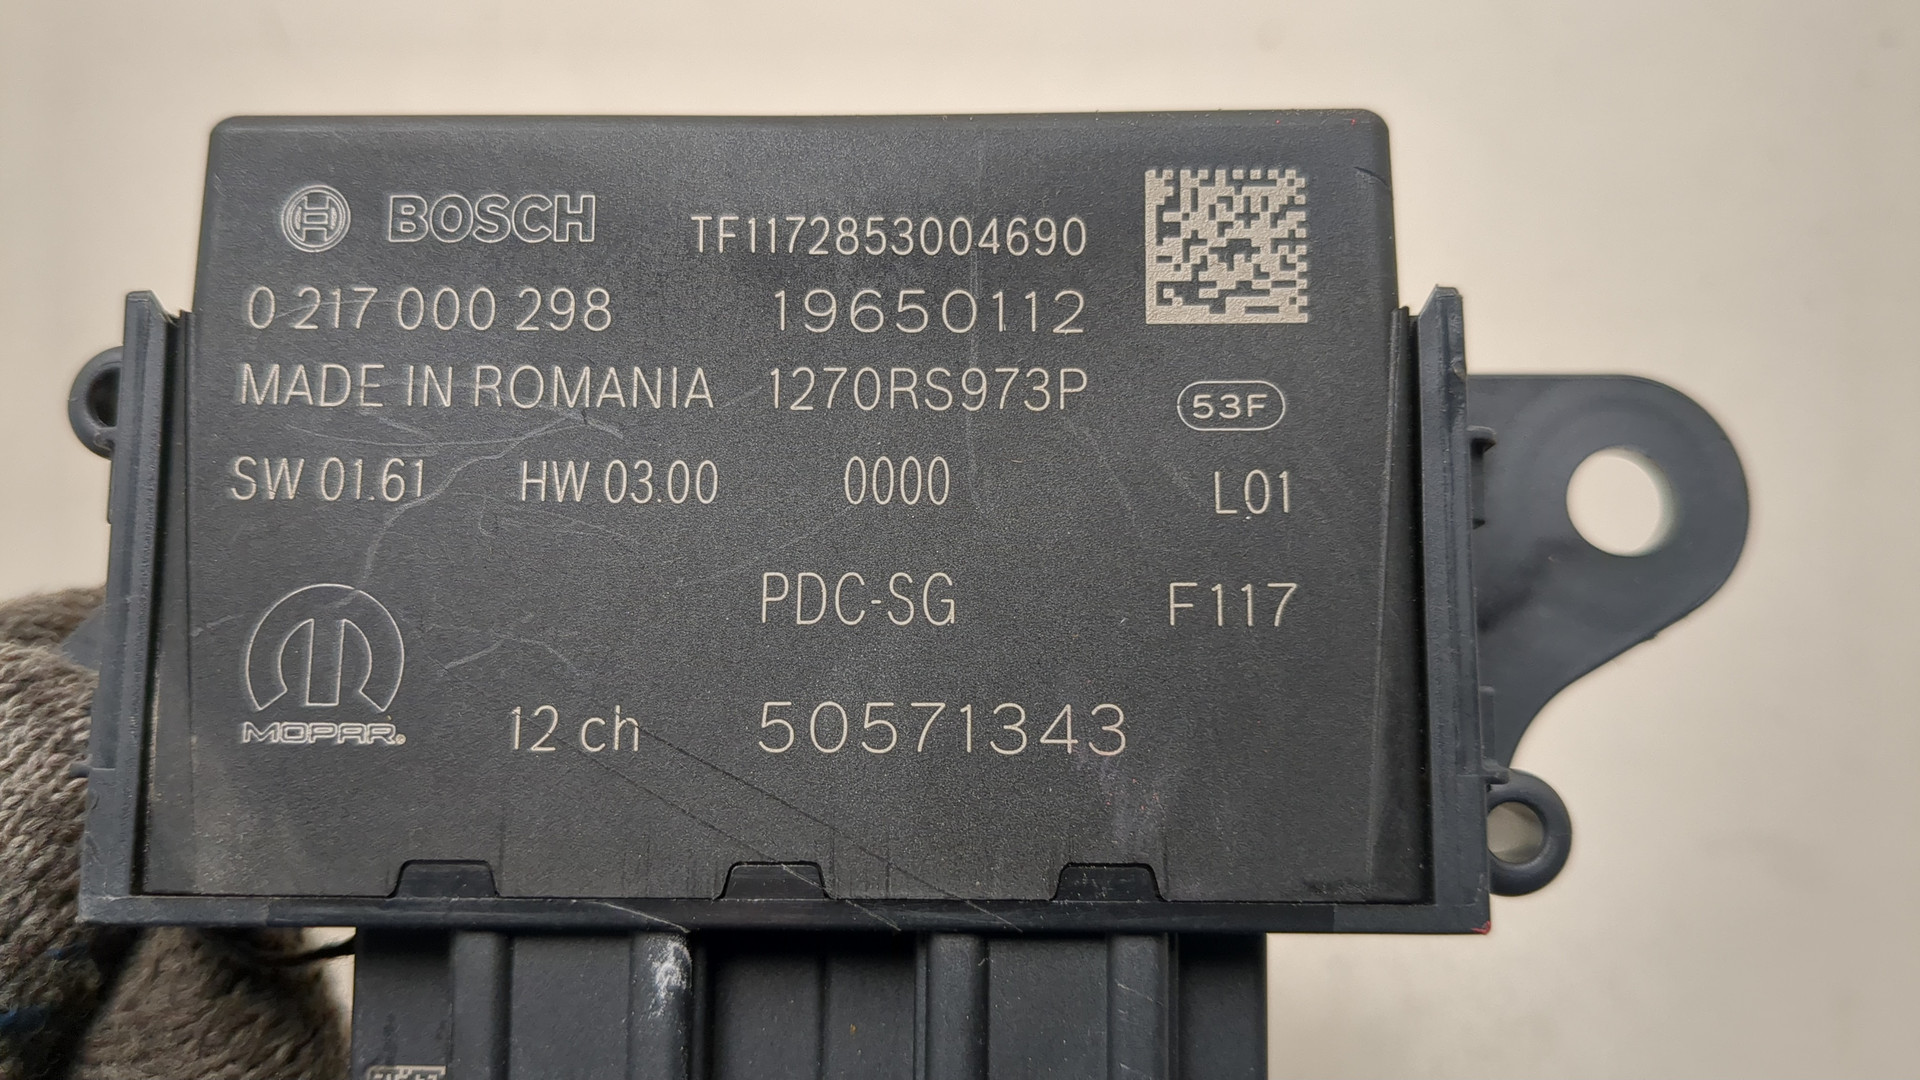 BOSCH TF1172853004690
0 217 000 298 19650112
MADE IN ROMANIA 1270RS973P 53F
SW 01.61 HW 03.00 0000 L01
PDC-SG F117
MOPAR® 12 ch 50571343